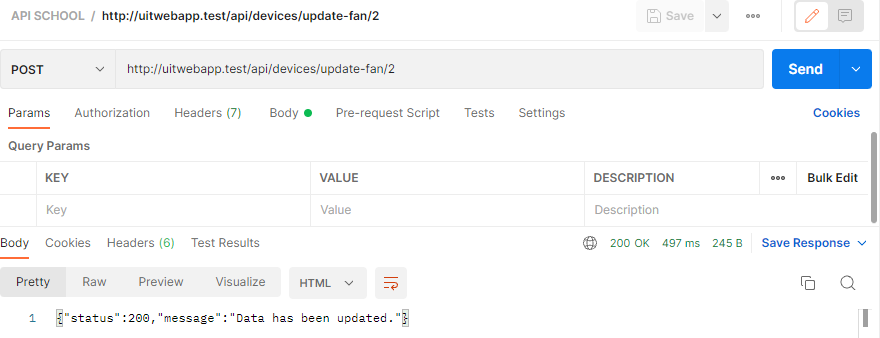 API SCHOOL / http://uitwebapp.test/api/devices/update-fan/2
Save
POST http://uitwebapp.test/api/devices/update-fan/2 Send
Params Authorization Headers (7) Body Pre-request Script Tests Settings Cookies
Query Params
KEY VALUE DESCRIPTION Bulk Edit
Key Value Description
Body Cookies Headers (6) Test Results 200 OK 497 ms 245 B Save Response
Pretty Raw Preview Visualize HTML
1 {"status":200,"message":"Data has been updated."}